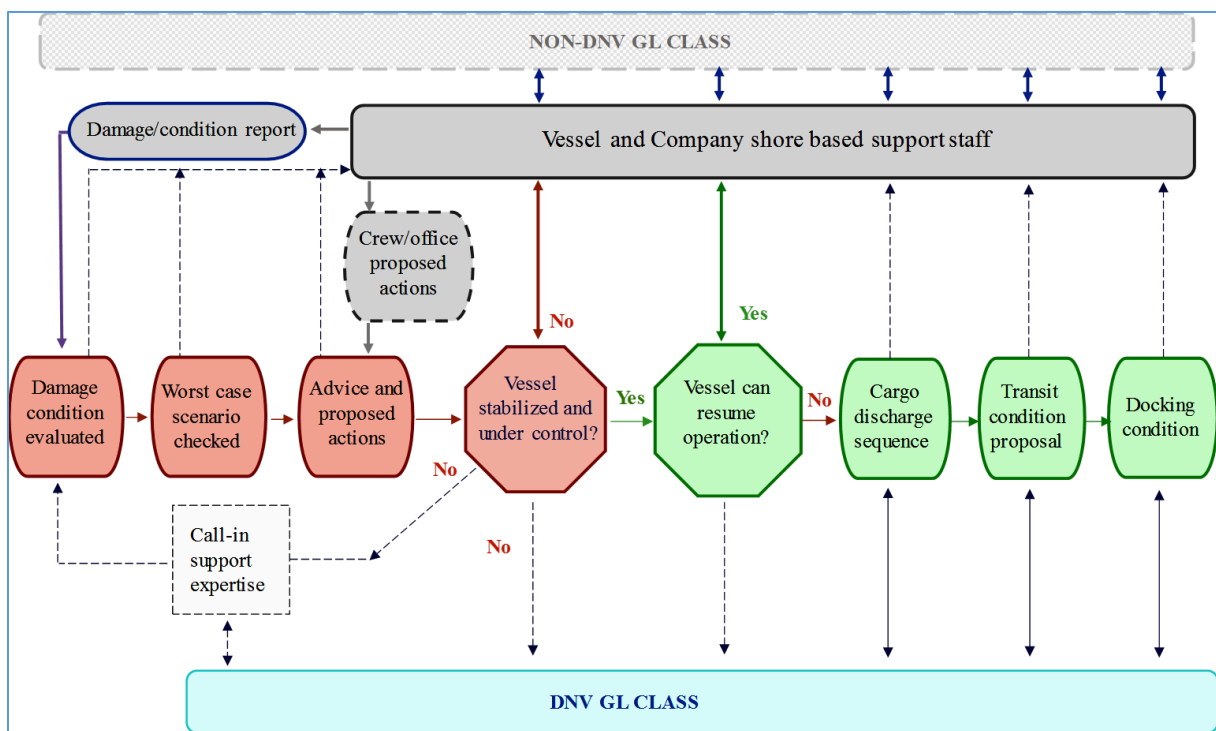 NON-DNV GL CLASS
Damage/condition report
Vessel and Company shore based support staff
Crew/office
proposed
actions
No
Yes
Damage
condition
evaluated
Worst case
scenario
checked
Advice and
proposed
actions
Vessel
stabilized and
under control?
Yes
Vessel can
resume
operation?
No
Cargo
discharge
sequence
Transit
condition
proposal
Docking
condition
No
Call-in
support
expertise
No
DNV GL CLASS